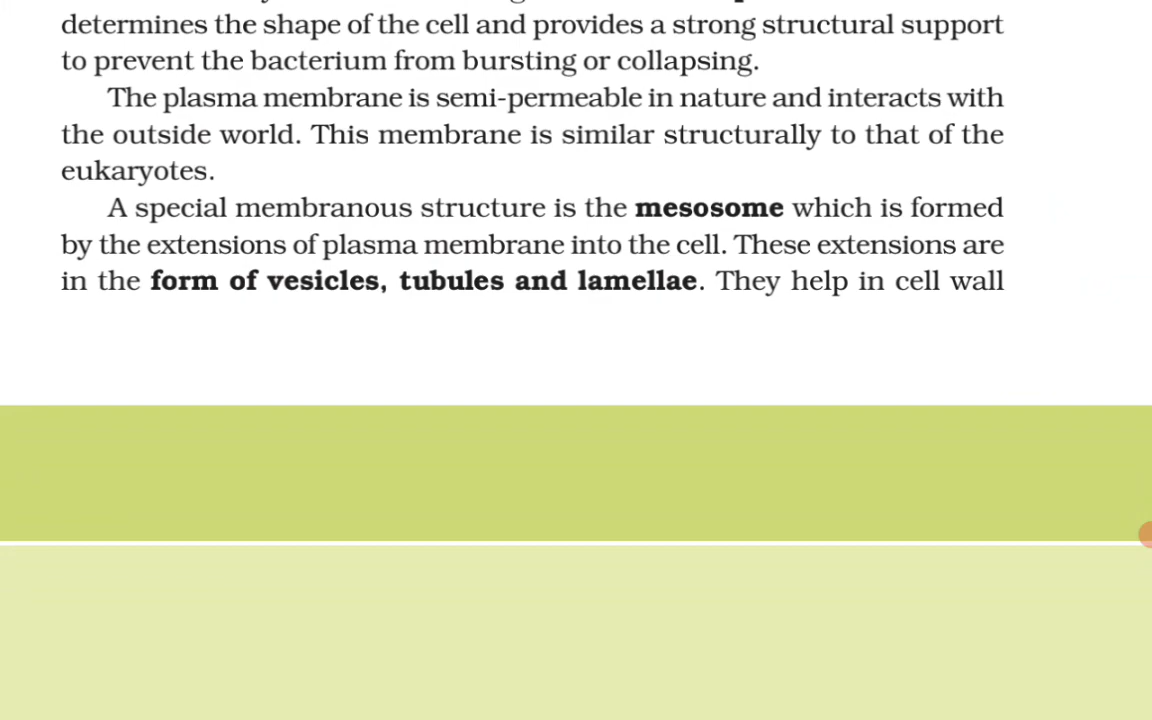 determines the shape of the cell and provides a strong structural support
to prevent the bacterium from bursting or collapsing.
The plasma membrane is semi-permeable in nature and interacts with
the outside world. This membrane is similar structurally to that of the
eukaryotes.
A special membranous structure is the mesosome which is formed
by the extensions of plasma membrane into the cell. These extensions are
in the form of vesicles, tubules and lamellae. They help in cell wall